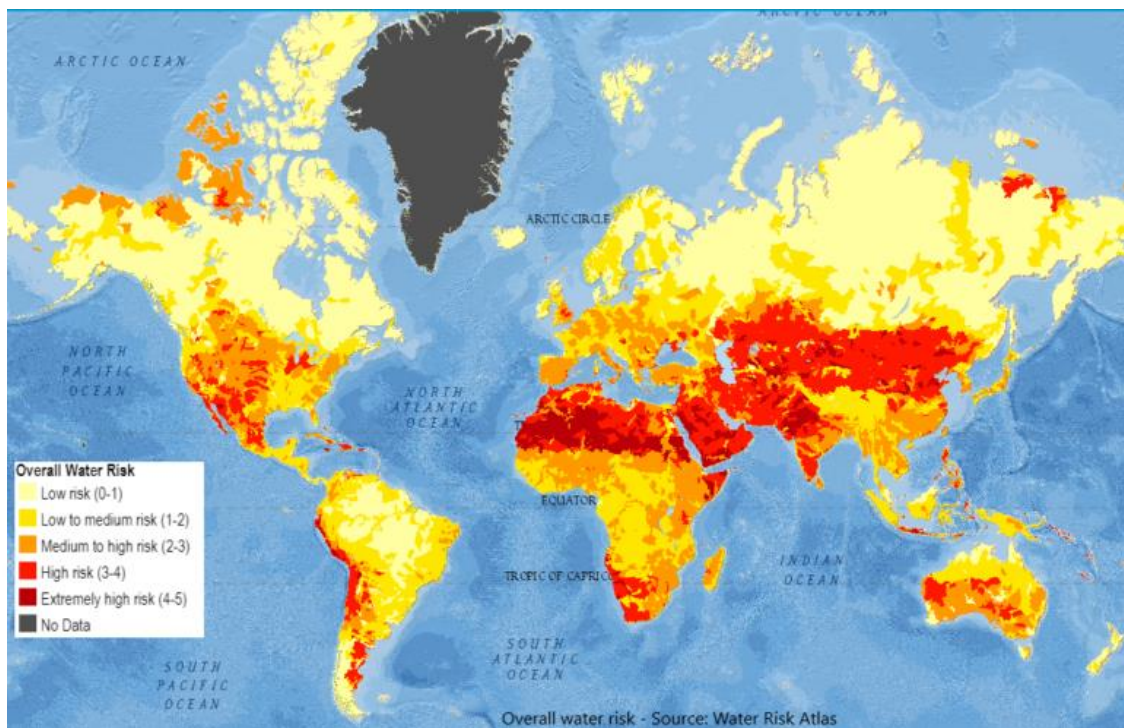 ARCTIC OCEAN
ARCTIC OCEAN
ARCTIC CIRCLE
NORTH
PACIFIC
OCEAN
NORTH
ATLANTIC
OCEAN
Overall Water Risk
Low risk (0-1)
Low to medium risk (1-2)
Medium to high risk (2-3)
High risk (3-4)
Extremely high risk (4-5)
No Data
EQUATOR
INDIAN
OCEAN
TROPIC OF CAPRIC
SOUTH
ATLANTIC
OCEAN
SOUTH
PACIFIC
OCEAN
Overall water risk - Source: Water Risk Atlas